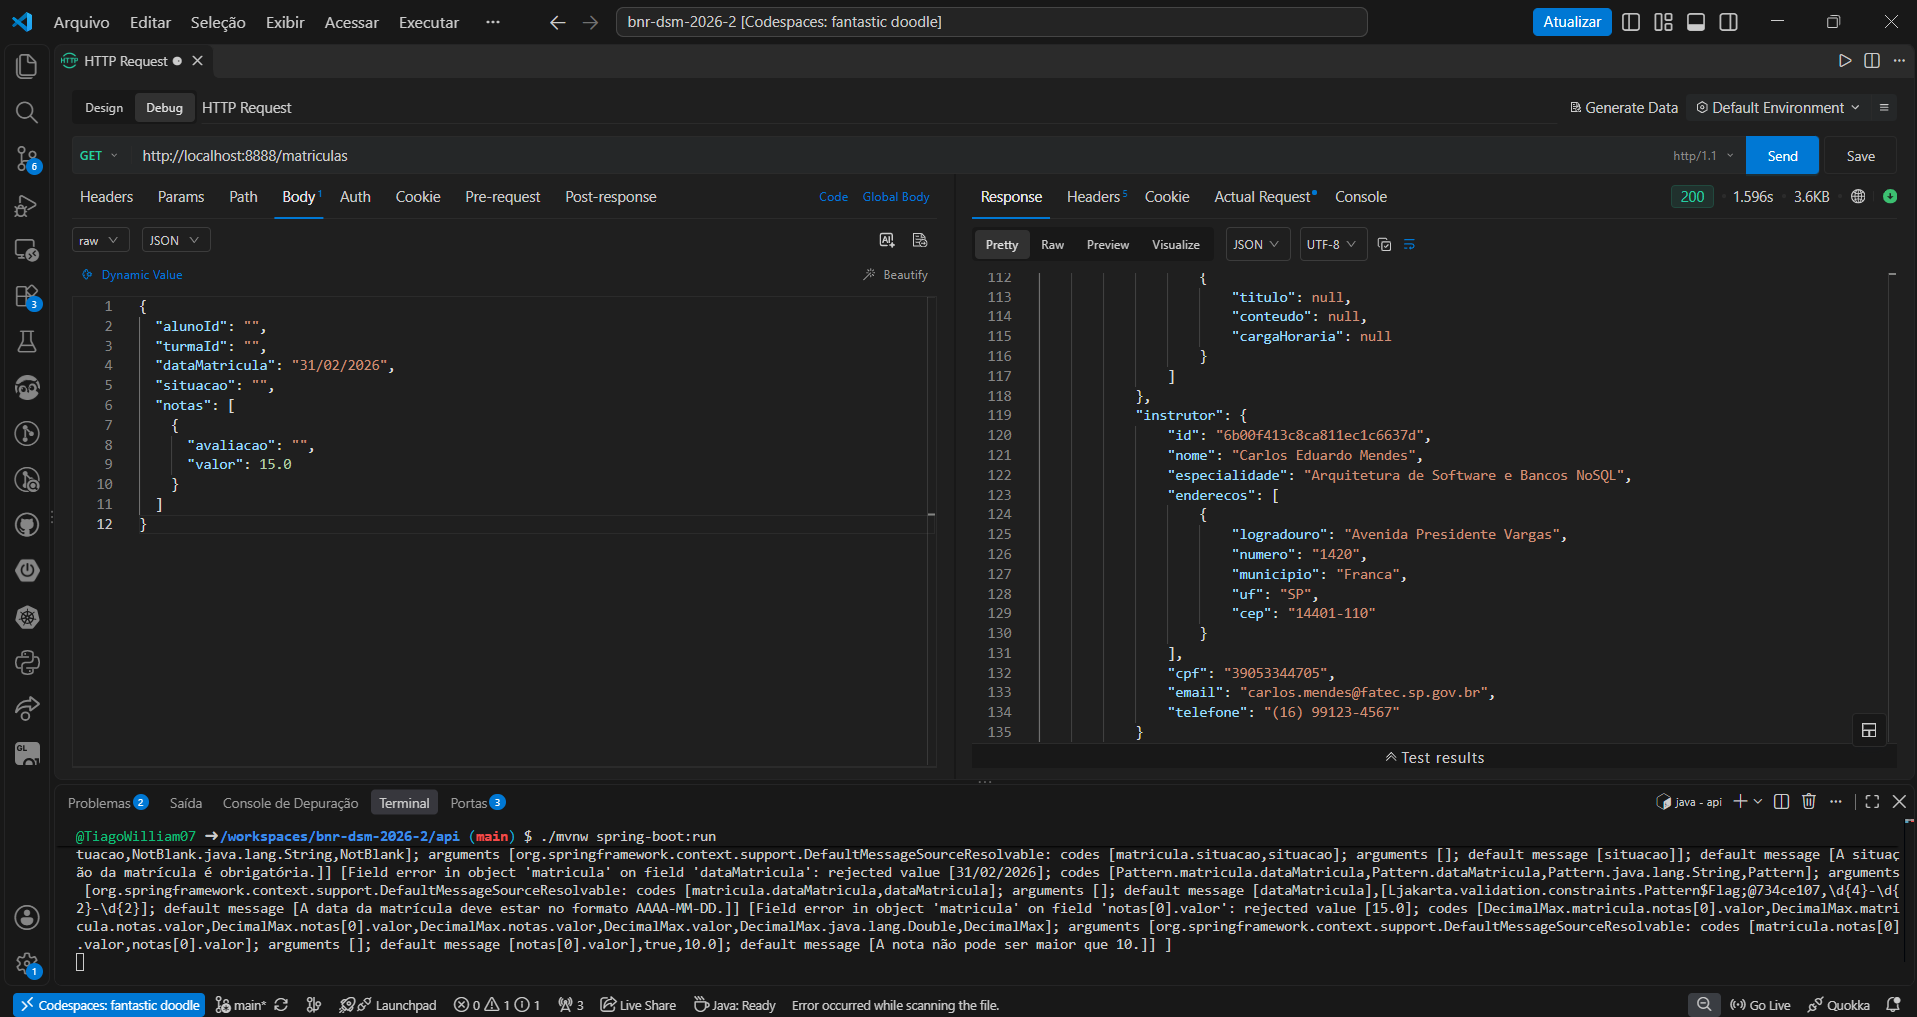 Arquivo Editar Seleção Exibir Acessar Executar ··· bnr-dsm-2026-2 [Codespaces: fantastic doodle] Atualizar
HTTP Request
Design Debug HTTP Request Generate Data Default Environment
GET http://localhost:8888/matriculas http/1.1 Send Save
Headers Params Path Body 1 Auth Cookie Pre-request Post-response Code Global Body
raw JSON
Dynamic Value Beautify
1 {
2 "alunoId": "",
3 "turmaId": "",
4 "dataMatricula": "31/02/2026",
5 "situacao": "",
6 "notas": [
7 {
8 "avaliacao": "",
9 "valor": 15.0
10 }
11 ]
12 }
Response Headers 5 Cookie Actual Request Console 200 1.596s 3.6KB
Pretty Raw Preview Visualize JSON UTF-8
112 {
113 "titulo": null,
114 "conteudo": null,
115 "cargaHoraria": null
116 }
117 ]
118 },
119 "instrutor": {
120 "id": "6b00f413c8ca811ec1c6637d",
121 "nome": "Carlos Eduardo Mendes",
122 "especialidade": "Arquitetura de Software e Bancos NoSQL",
123 "enderecos": [
124 {
125 "logradouro": "Avenida Presidente Vargas",
126 "numero": "1420",
127 "municipio": "Franca",
128 "uf": "SP",
129 "cep": "14401-110"
130 }
131 ],
132 "cpf": "39053344705",
133 "email": "carlos.mendes@fatec.sp.gov.br",
134 "telefone": "(16) 99123-4567"
135 }
Test results
Problemas 2 Saída Console de Depuração Terminal Portas 3 java - api
@TiagoWilliam07 ➜/workspaces/bnr-dsm-2026-2/api (main) $ ./mvnw spring-boot:run
tuacao,NotBlank.java.lang.String,NotBlank]; arguments [org.springframework.context.support.DefaultMessageSourceResolvable: codes [matricula.situacao,situacao]; arguments []; default message [situacao]]; default message [A situaç
ão da matrícula é obrigatória.]] [Field error in object 'matricula' on field 'dataMatricula': rejected value [31/02/2026]; codes [Pattern.matricula.dataMatricula,Pattern.dataMatricula,Pattern.java.lang.String,Pattern]; arguments
[org.springframework.context.support.DefaultMessageSourceResolvable: codes [matricula.dataMatricula,dataMatricula]; arguments []; default message [dataMatricula],[Ljakarta.validation.constraints.Pattern$Flag;@734ce107,\d{4}-\d{
2}-\d{2}]; default message [A data da matrícula deve estar no formato AAAA-MM-DD.]] [Field error in object 'matricula' on field 'notas[0].valor': rejected value [15.0]; codes [DecimalMax.matricula.notas[0].valor,DecimalMax.matri
cula.notas.valor,DecimalMax.notas[0].valor,DecimalMax.notas.valor,DecimalMax.valor,DecimalMax.java.lang.Double,DecimalMax]; arguments [org.springframework.context.support.DefaultMessageSourceResolvable: codes [matricula.notas[0]
.valor,notas[0].valor]; arguments []; default message [notas[0].valor],true,10.0]; default message [A nota não pode ser maior que 10.]] ]
Codespaces: fantastic doodle main* Launchpad 0 1 1 3 Live Share Java: Ready Error occurred while scanning the file. Go Live Quokka